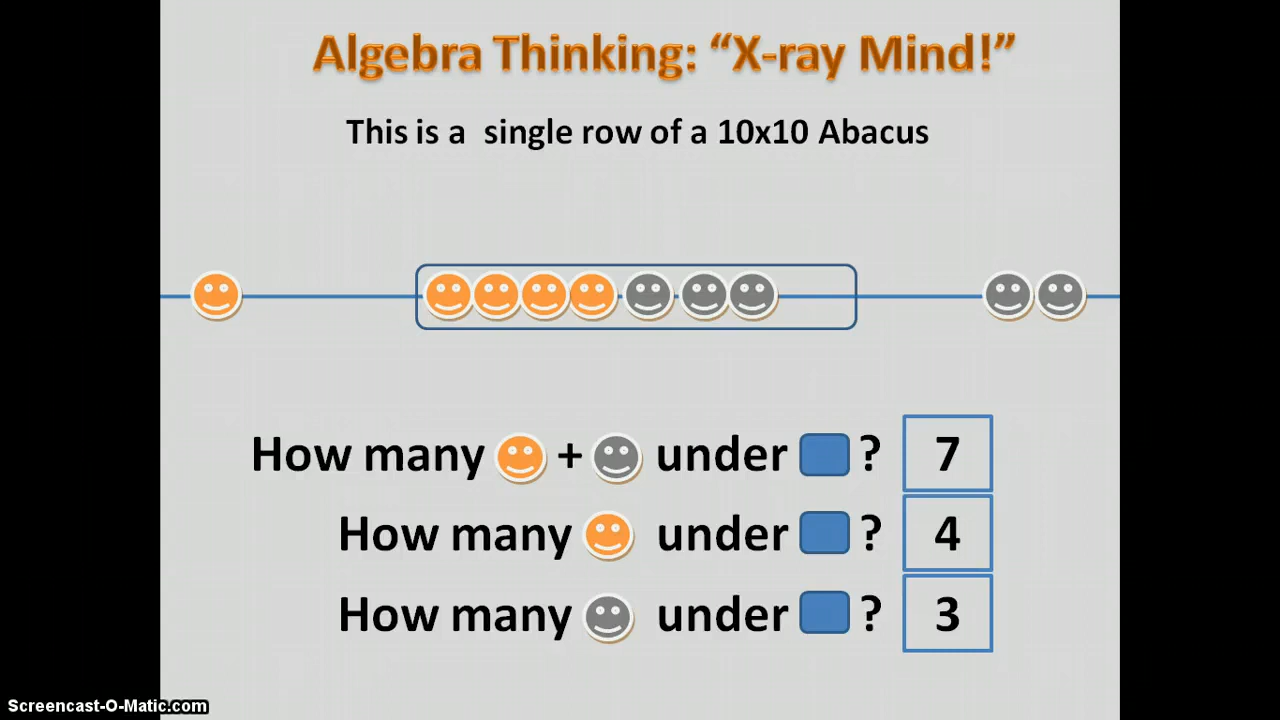 Algebra Thinking: “X-ray Mind!”
This is a single row of a 10x10 Abacus
How many + under ? 7
How many under ? 4
How many under ? 3
Screencast-O-Matic.com